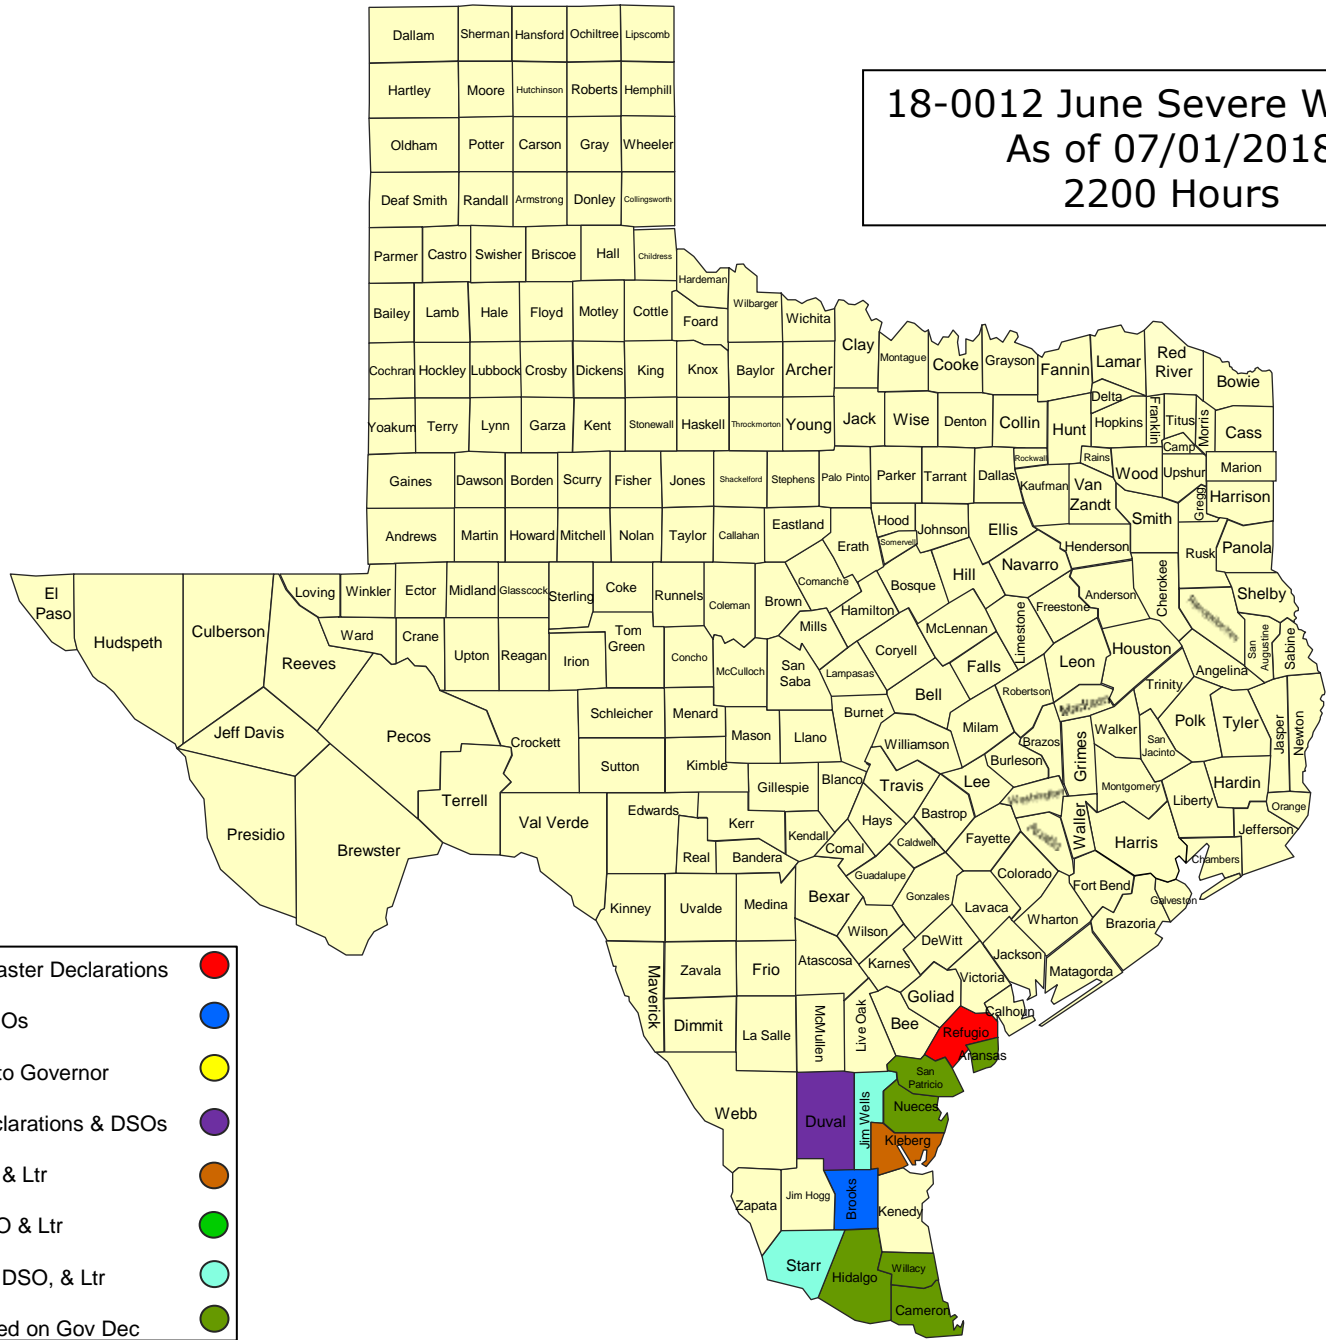 Dallam Sherman Hansford Ochiltree Lipscomb
Hartley Moore Hutchinson Roberts Hemphill
18-0012 June Severe W
As of 07/01/2018
2200 Hours
Oldham Potter Carson Gray Wheeler
Deaf Smith Randall Armstrong Donley Collingsworth
Parmer Castro Swisher Briscoe Hall Childress
Hardeman
Bailey Lamb Hale Floyd Motley Cottle Foard Wilbarger Wichita
Clay Montague Cooke Grayson Fannin Lamar Red River Bowie
Cochran Hockley Lubbock Crosby Dickens King Knox Baylor Archer
Delta
Yoakum Terry Lynn Garza Kent Stonewall Haskell Throckmorton Young Jack Wise Denton Collin Hunt Hopkins Franklin Titus Morris Cass
Camp
Rockwall Rains Wood Upshur Marion
Gaines Dawson Borden Scurry Fisher Jones Shackelford Stephens Palo Pinto Parker Tarrant Dallas Kaufman Van Zandt Gregg Harrison
Andrews Martin Howard Mitchell Nolan Taylor Callahan Eastland Erath Hood Somervell Johnson Ellis Henderson Smith Rusk Panola
El Paso Hudspeth Culberson Reeves Loving Winkler Ector Midland Glasscock Sterling Coke Runnels Coleman Brown Comanche Hamilton Bosque Hill Navarro Freestone Anderson Cherokee Shelby
Ward Crane Upton Reagan Irion Tom Green Concho McCulloch San Saba Mills Lampasas Coryell McLennan Limestone Falls Leon Houston Angelina San Augustine Sabine
Jeff Davis Pecos Crockett Schleicher Menard Mason Llano Burnet Bell Milam Robertson Trinity
Williamson Brazos Grimes Walker San Jacinto Polk Tyler Jasper Newton
Presidio Brewster Terrell Val Verde Sutton Kimble Gillespie Blanco Travis Lee Burleson Washington Montgomery Liberty Hardin Orange
Edwards Kerr Kendall Hays Bastrop Fayette Waller Harris Jefferson
Real Bandera Comal Caldwell Chambers
Kinney Uvalde Medina Bexar Guadalupe Gonzales Lavaca Colorado Fort Bend Galveston
Wilson DeWitt Wharton Brazoria
Maverick Zavala Frio Atascosa Karnes Jackson Matagorda
Goliad Victoria Calhoun
Dimmit La Salle McMullen Live Oak Bee Refugio
Aransas
San Patricio
Webb Duval Jim Wells Nueces
Kleberg
Zapata Jim Hogg Brooks Kenedy
Starr Hidalgo Willacy
Cameron
aster Declarations
Os
to Governor
larations & DSOs
& Ltr
O & Ltr
DSO, & Ltr
ed on Gov Dec